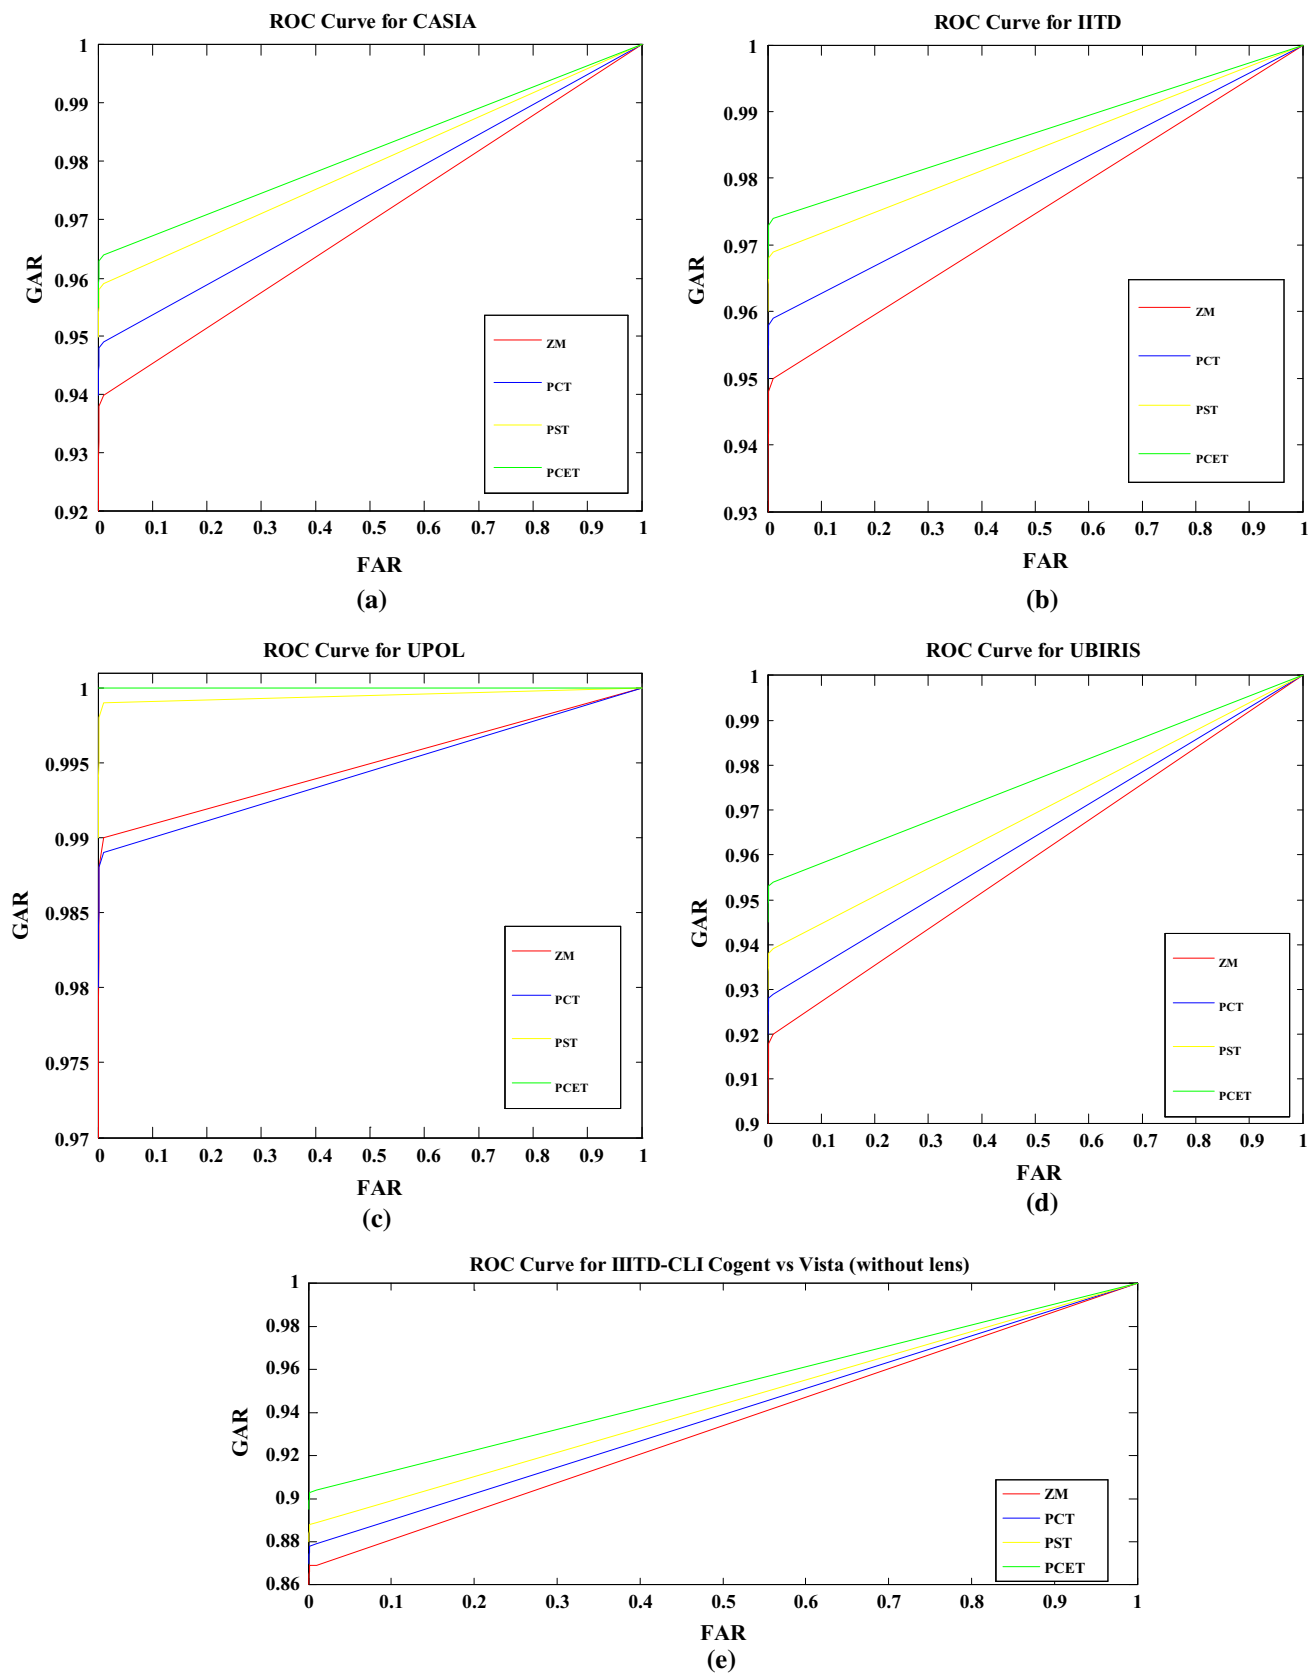 ROC Curve for CASIA
1
0.99
0.98
0.97
0.96
0.95
0.94
0.93
0.92
GAR
ZM
PCT
PST
PCET
0 0.1 0.2 0.3 0.4 0.5 0.6 0.7 0.8 0.9 1
FAR
(a)
ROC Curve for IITD
1
0.99
0.98
0.97
0.96
0.95
0.94
0.93
GAR
ZM
PCT
PST
PCET
0 0.1 0.2 0.3 0.4 0.5 0.6 0.7 0.8 0.9 1
FAR
(b)
ROC Curve for UPOL
1
0.995
0.99
0.985
0.98
0.975
0.97
GAR
ZM
PCT
PST
PCET
0 0.1 0.2 0.3 0.4 0.5 0.6 0.7 0.8 0.9 1
FAR
(c)
ROC Curve for UBIRIS
1
0.99
0.98
0.97
0.96
0.95
0.94
0.93
0.92
0.91
0.9
GAR
ZM
PCT
PST
PCET
0 0.1 0.2 0.3 0.4 0.5 0.6 0.7 0.8 0.9 1
FAR
(d)
ROC Curve for IIITD-CLI Cogent vs Vista (without lens)
1
0.98
0.96
0.94
0.92
0.9
0.88
0.86
GAR
ZM
PCT
PST
PCET
0 0.1 0.2 0.3 0.4 0.5 0.6 0.7 0.8 0.9 1
FAR
(e)